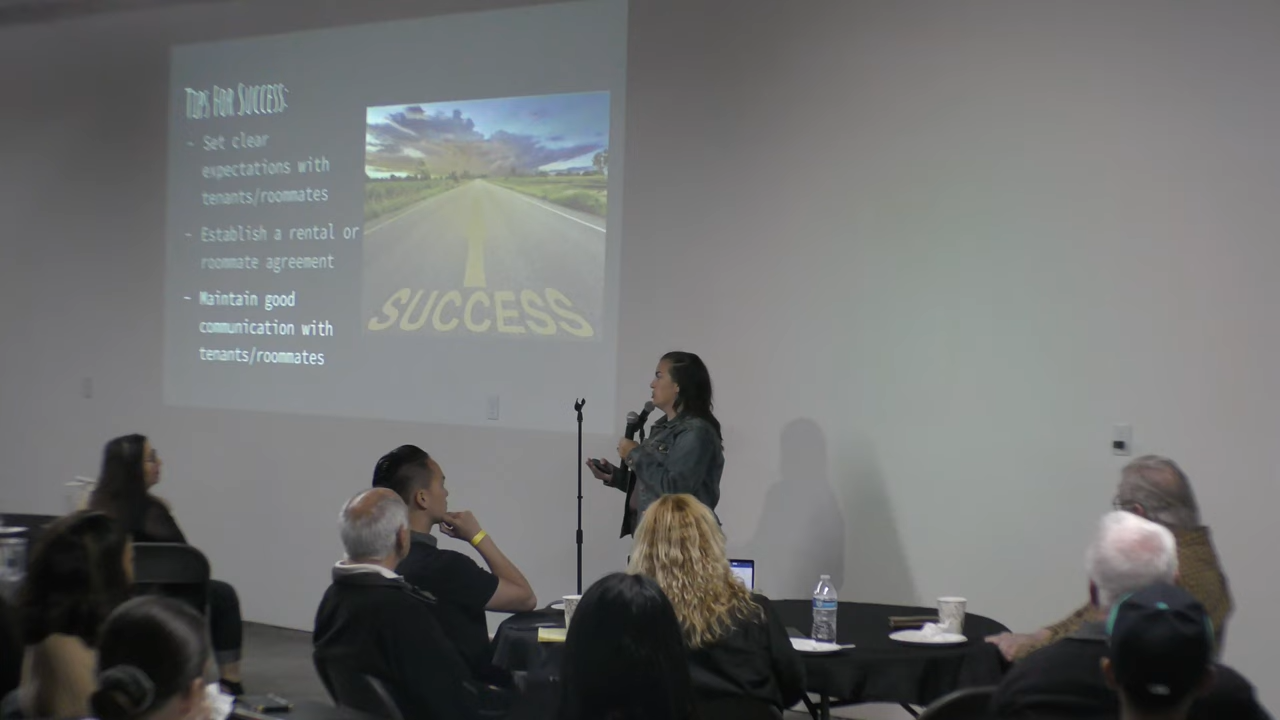 Tips For Success:
~ Set clear
expectations with
tenants/roommates
~ Establish a rental or
roommate agreement
~ Maintain good
communication with
tenants/roommates
SUCCESS